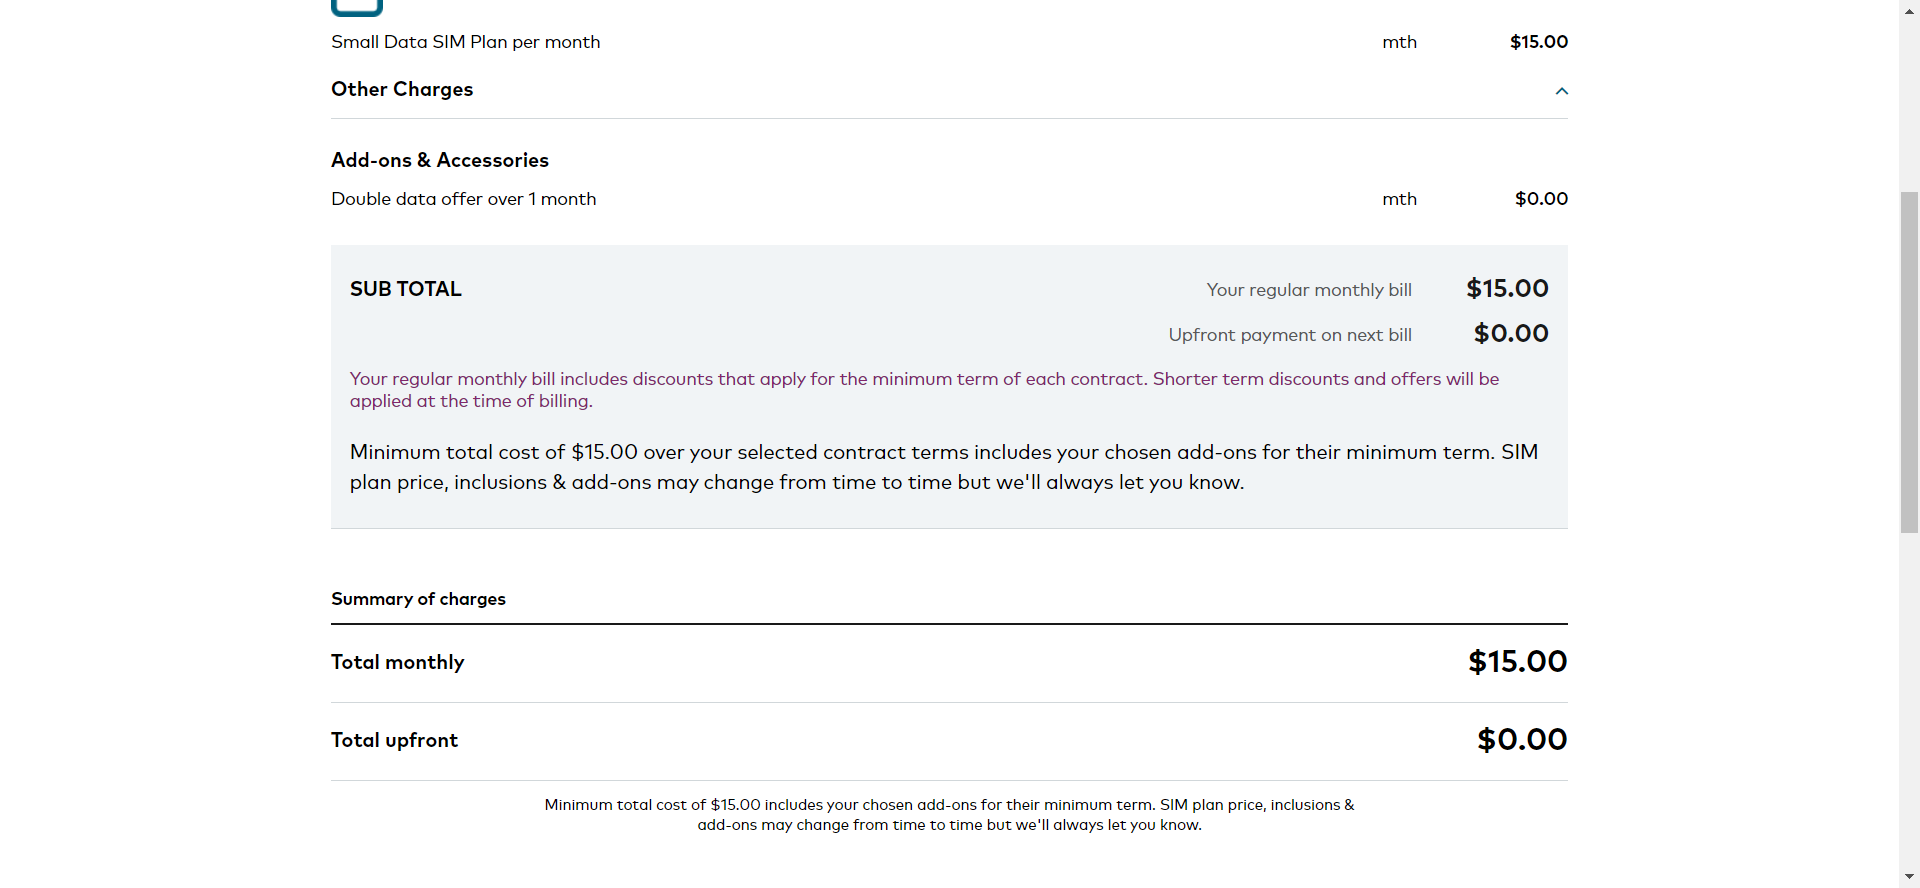 Small Data SIM Plan per month mth $15.00
Other Charges
Add-ons & Accessories
Double data offer over 1 month mth $0.00
SUB TOTAL Your regular monthly bill $15.00
Upfront payment on next bill $0.00
Your regular monthly bill includes discounts that apply for the minimum term of each contract. Shorter term discounts and offers will be
applied at the time of billing.
Minimum total cost of $15.00 over your selected contract terms includes your chosen add-ons for their minimum term. SIM
plan price, inclusions & add-ons may change from time to time but we'll always let you know.
Summary of charges
Total monthly $15.00
Total upfront $0.00
Minimum total cost of $15.00 includes your chosen add-ons for their minimum term. SIM plan price, inclusions &
add-ons may change from time to time but we'll always let you know.